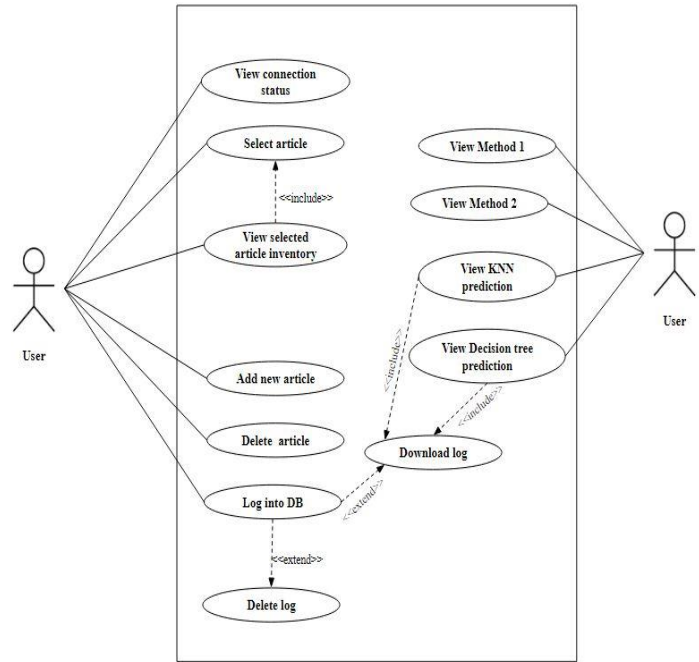 View connection
status
Select article
<<include>>
View selected
article inventory
User
Add new article
Delete article
Log into DB
<<extend>>
Delete log
View Method 1
View Method 2
View KNN
prediction
User
View Decision tree
prediction
<<include>>
<<include>>
Download log
<<extend>>